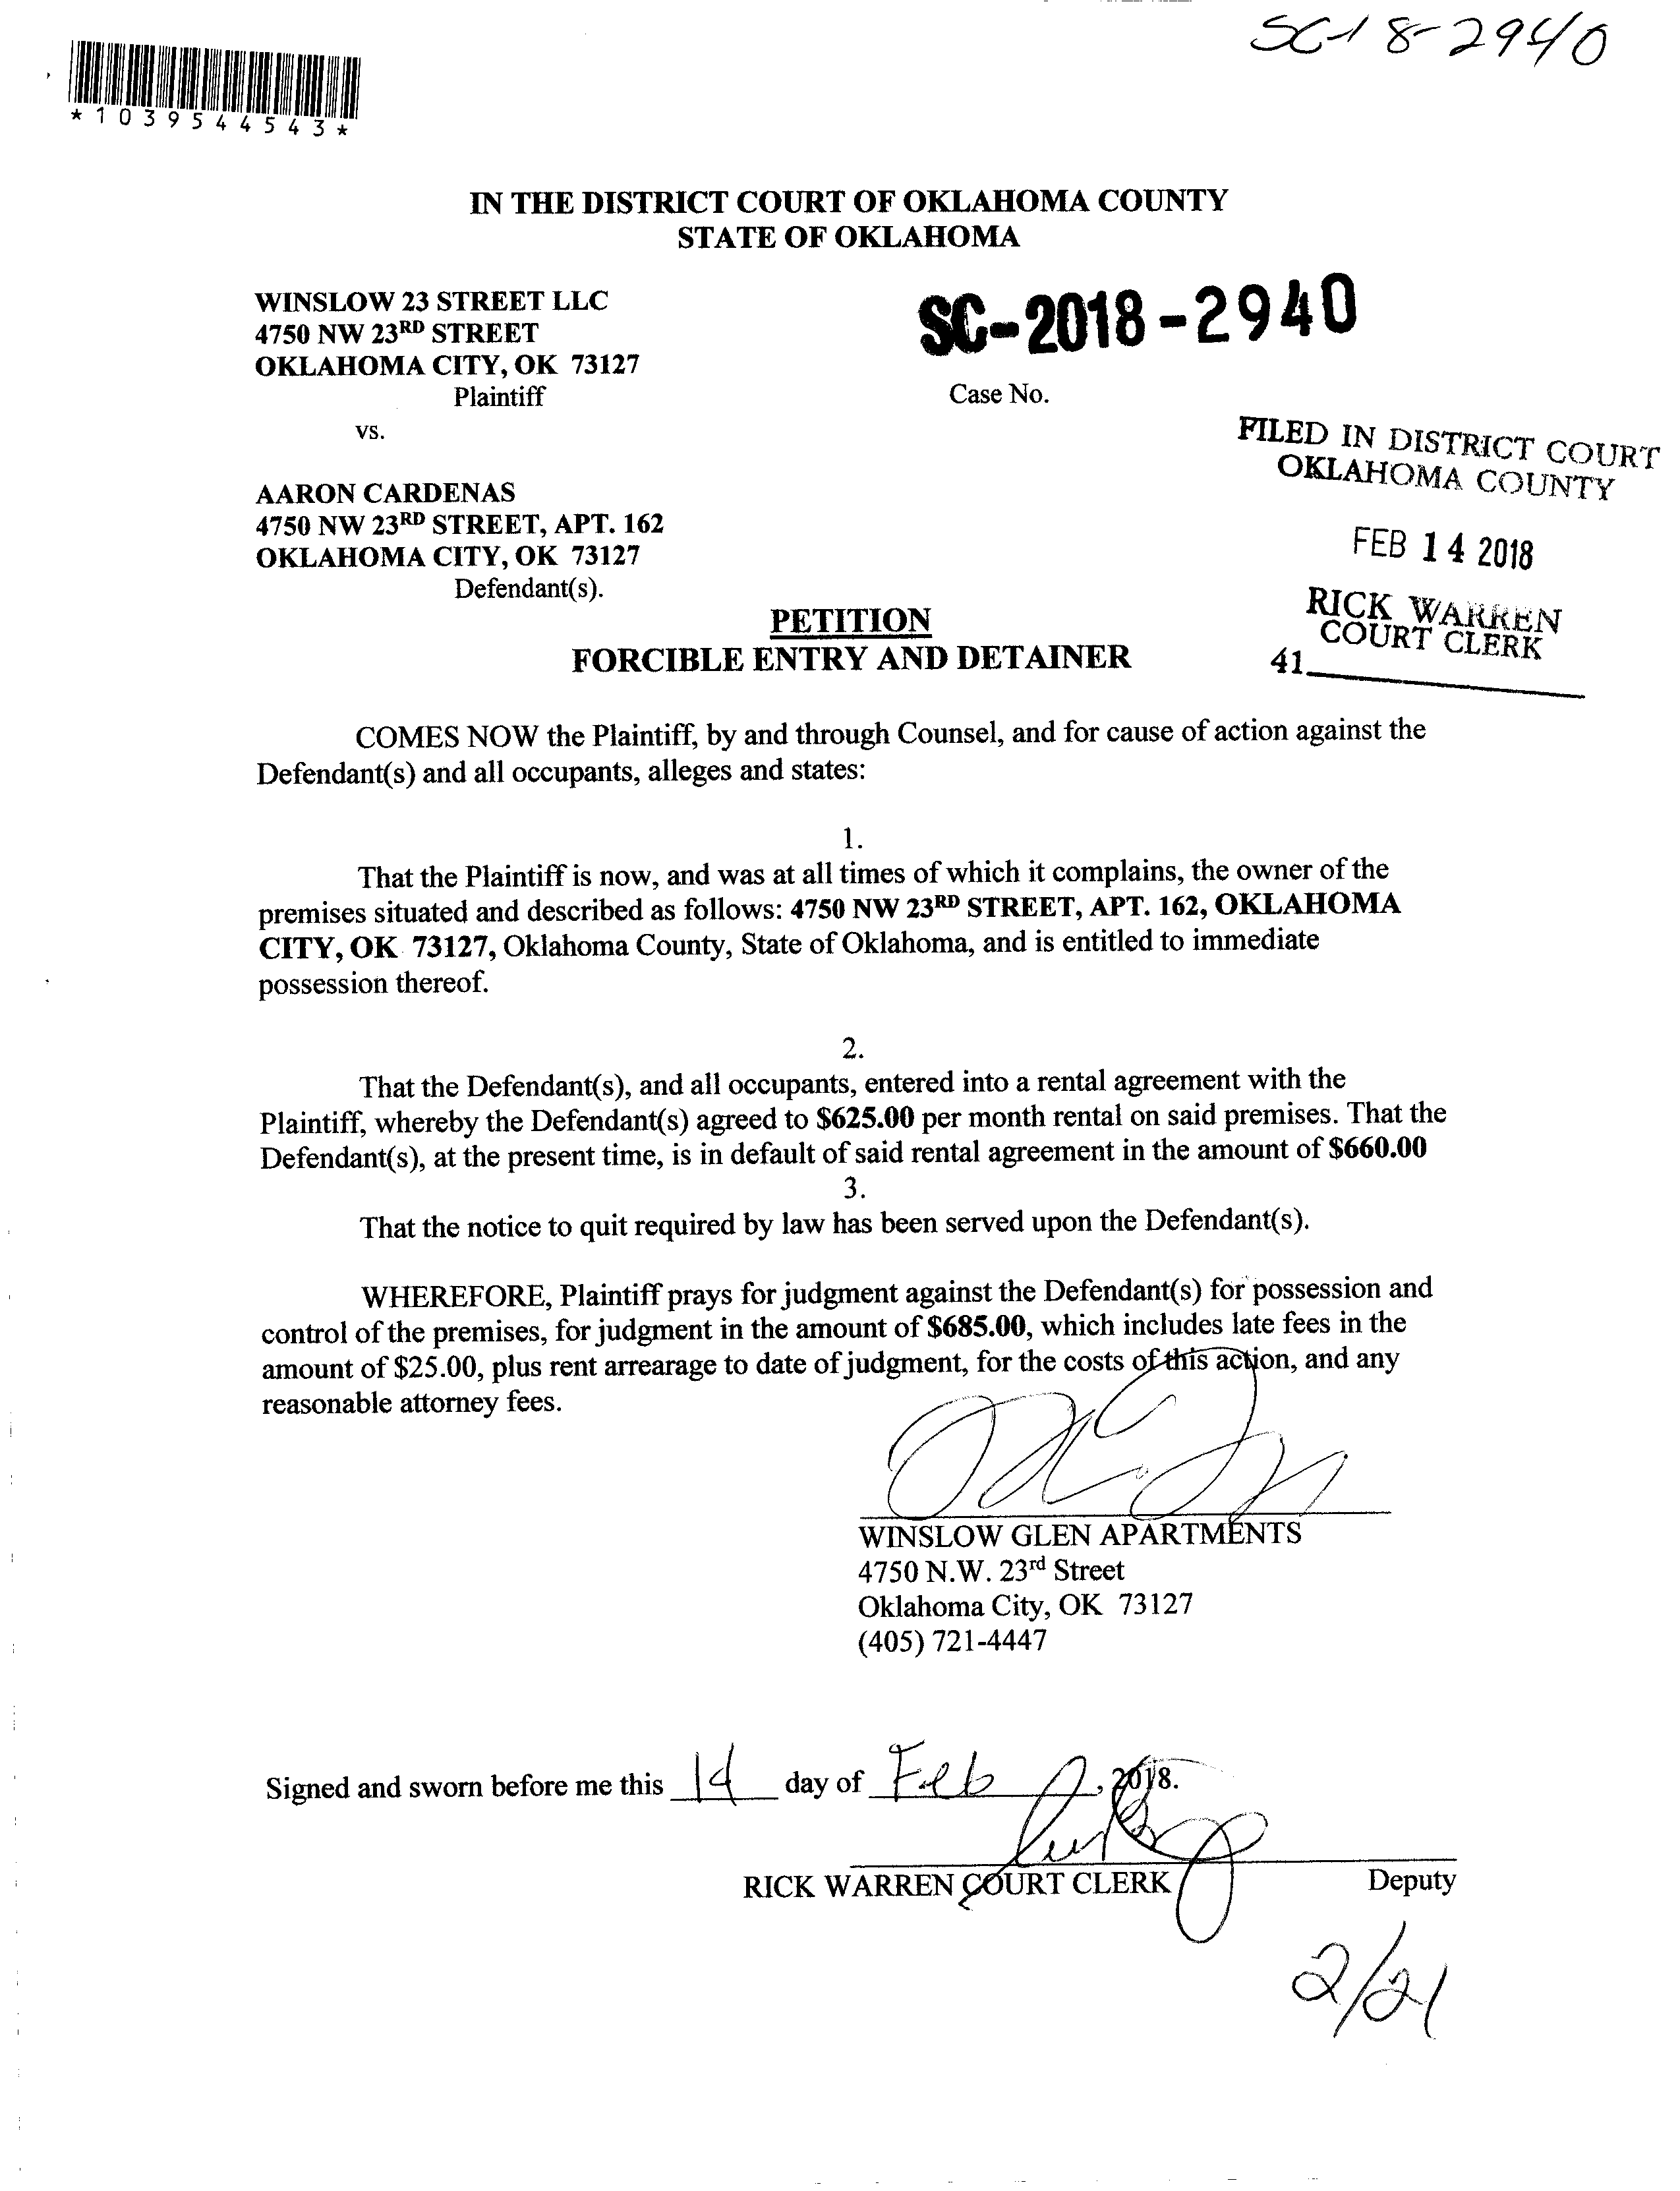 SC-18-2940
*1039544543*
IN THE DISTRICT COURT OF OKLAHOMA COUNTY
STATE OF OKLAHOMA
WINSLOW 23 STREET LLC
4750 NW 23RD STREET
OKLAHOMA CITY, OK 73127
Plaintiff
vs.
SC-2018-2940
Case No.
FILED IN DISTRICT COURT
OKLAHOMA COUNTY
FEB 14 2018
RICK WARREN
COURT CLERK
41
AARON CARDENAS
4750 NW 23RD STREET, APT. 162
OKLAHOMA CITY, OK 73127
Defendant(s).
PETITION
FORCIBLE ENTRY AND DETAINER
COMES NOW the Plaintiff, by and through Counsel, and for cause of action against the
Defendant(s) and all occupants, alleges and states:
1.
That the Plaintiff is now, and was at all times of which it complains, the owner of the
premises situated and described as follows: 4750 NW 23RD STREET, APT. 162, OKLAHOMA
CITY, OK 73127, Oklahoma County, State of Oklahoma, and is entitled to immediate
possession thereof.
2.
That the Defendant(s), and all occupants, entered into a rental agreement with the
Plaintiff, whereby the Defendant(s) agreed to $625.00 per month rental on said premises. That the
Defendant(s), at the present time, is in default of said rental agreement in the amount of $660.00
3.
That the notice to quit required by law has been served upon the Defendant(s).
WHEREFORE, Plaintiff prays for judgment against the Defendant(s) for possession and
control of the premises, for judgment in the amount of $685.00, which includes late fees in the
amount of $25.00, plus rent arrearage to date of judgment, for the costs of this action, and any
reasonable attorney fees.
WINSLOW GLEN APARTMENTS
4750 N.W. 23rd Street
Oklahoma City, OK 73127
(405) 721-4447
Signed and sworn before me this 14 day of Feb, 2018.
RICK WARREN COURT CLERK Deputy
2/21